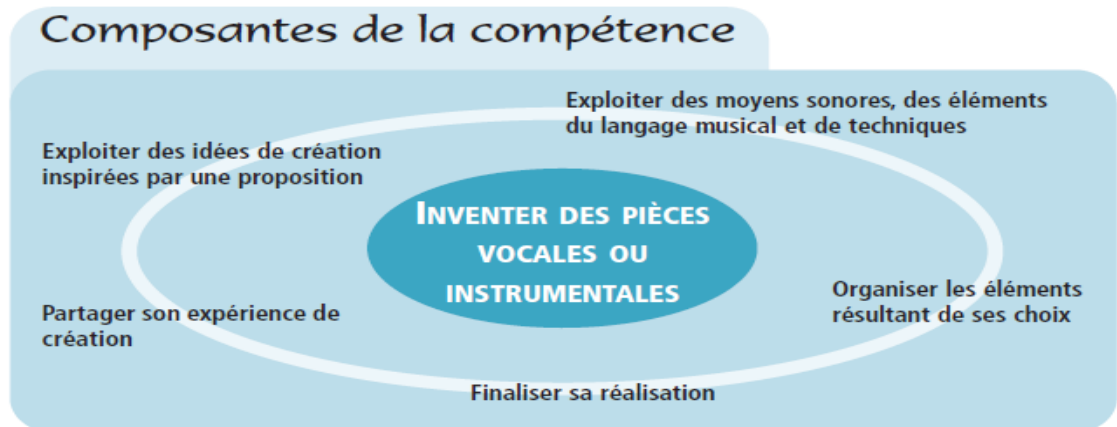 Composantes de la compétence
Exploiter des moyens sonores, des éléments
du langage musical et de techniques
Exploiter des idées de création
inspirées par une proposition
INVENTER DES PIÈCES
VOCALES OU
INSTRUMENTALES
Organiser les éléments
résultant de ses choix
Partager son expérience de
création
Finaliser sa réalisation